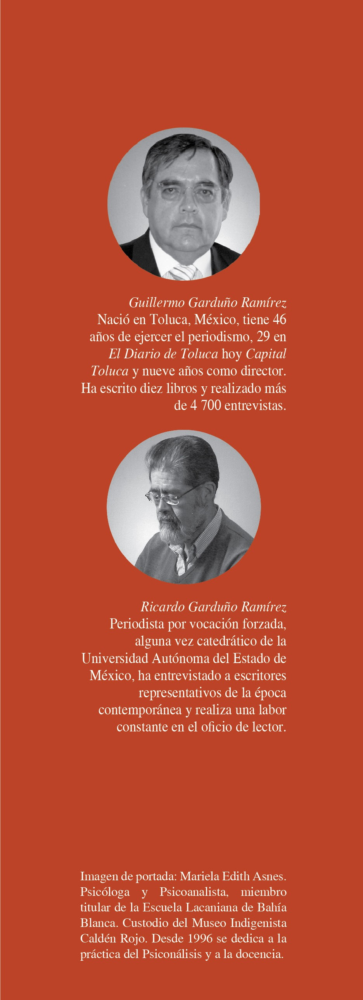 Guillermo Garduño Ramírez
Nació en Toluca, México, tiene 46
años de ejercer el periodismo, 29 en
El Diario de Toluca hoy Capital
Toluca y nueve años como director.
Ha escrito diez libros y realizado más
de 4 700 entrevistas.
Ricardo Garduño Ramírez
Periodista por vocación forzada,
alguna vez catedrático de la
Universidad Autónoma del Estado de
México, ha entrevistado a escritores
representativos de la época
contemporánea y realiza una labor
constante en el oficio de lector.
Imagen de portada: Mariela Edith Asnes.
Psicóloga y Psicoanalista, miembro
titular de la Escuela Lacaniana de Bahía
Blanca. Custodio del Museo Indigenista
Caldén Rojo. Desde 1996 se dedica a la
práctica del Psiconálisis y a la docencia.